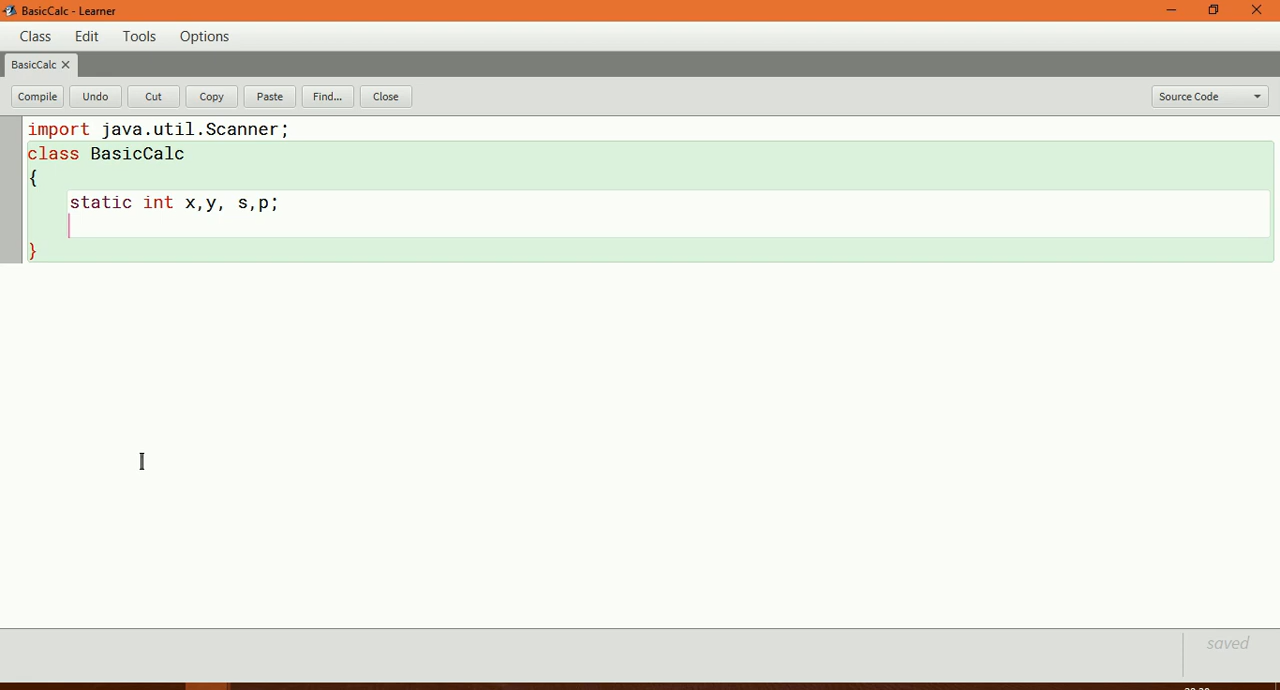 BasicCalc - Learner
Class Edit Tools Options
BasicCalc
Compile Undo Cut Copy Paste Find... Close Source Code
import java.util.Scanner;
class BasicCalc
{
static int x,y, s,p;
}
saved